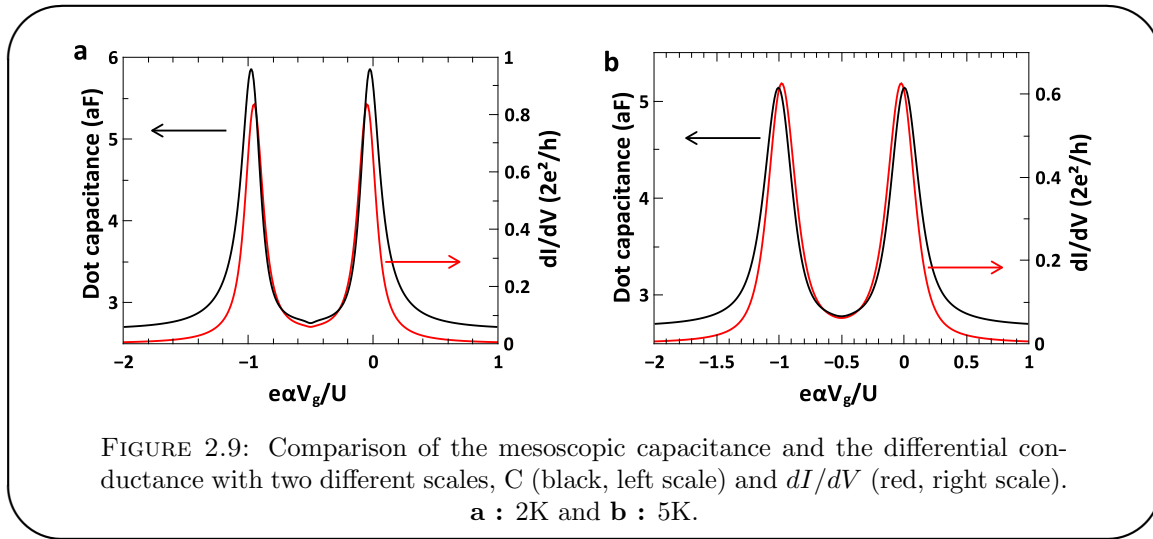 a
6
5
4
3
Dot capacitance (aF)
1
0.8
0.6
0.4
0.2
0
dI/dV (2e²/h)
−2
−1
0
1
eαVg/U
b
5
4
3
Dot capacitance (aF)
0.6
0.4
0.2
0
dI/dV (2e²/h)
−2
−1.5
−1
−0.5
0
0.5
1
eαVg/U
FIGURE 2.9: Comparison of the mesoscopic capacitance and the differential con-
ductance with two different scales, C (black, left scale) and dI/dV (red, right scale).
a : 2K and b : 5K.